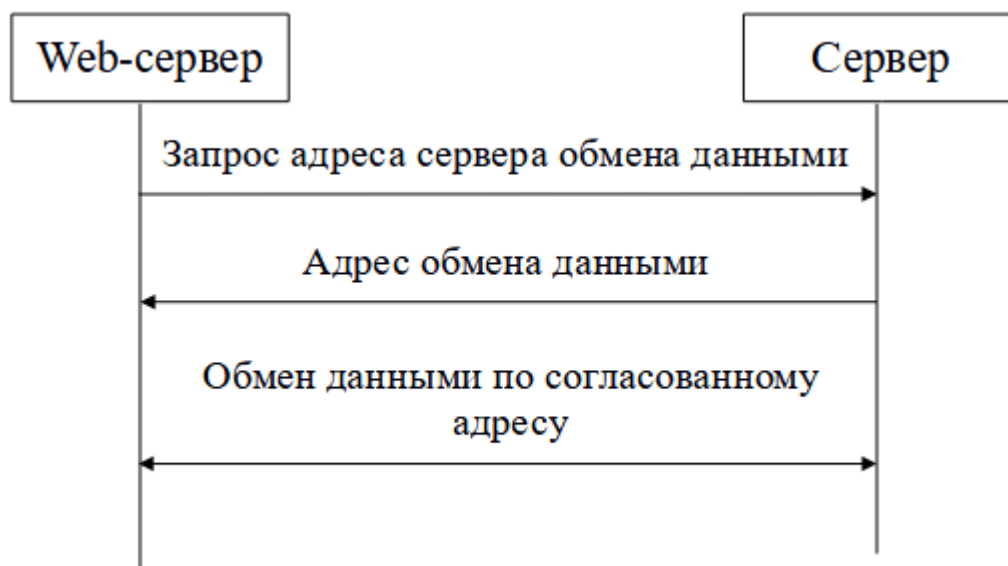 Web-сервер
Сервер
Запрос адреса сервера обмена данными
Адрес обмена данными
Обмен данными по согласованному
адресу